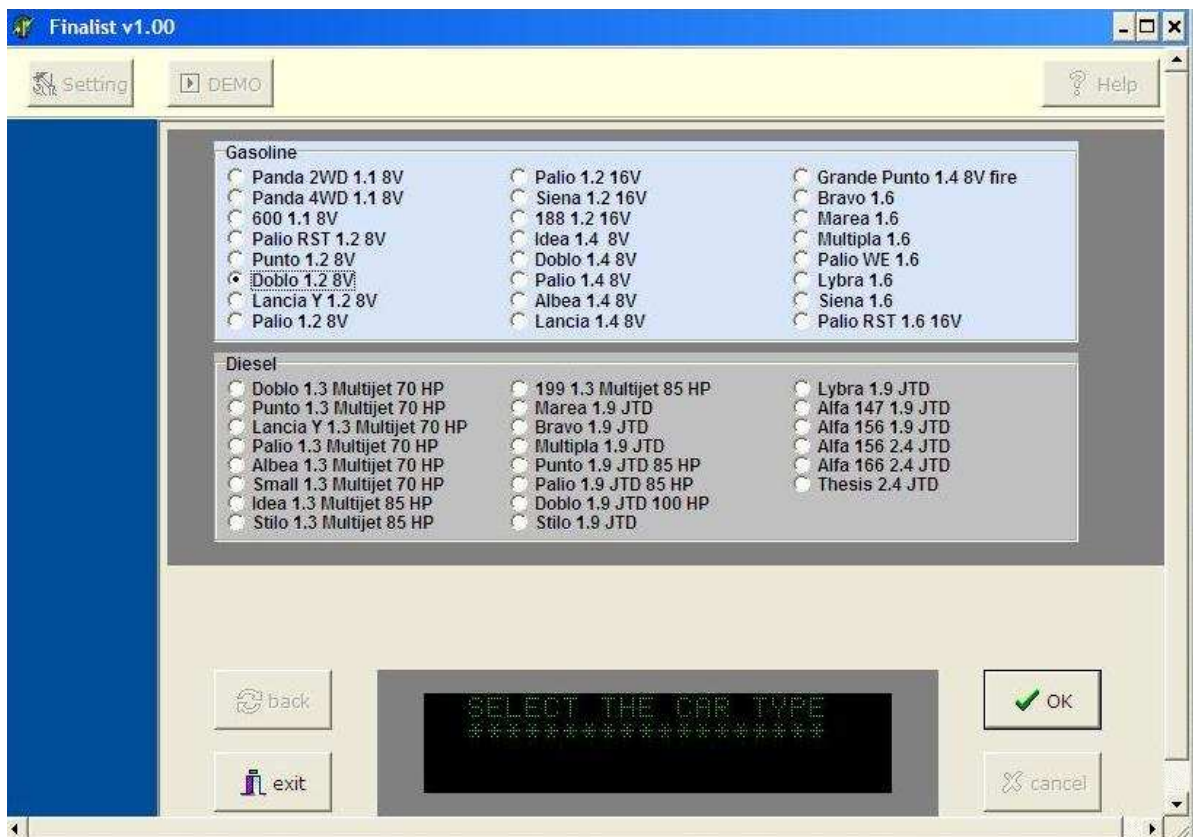 Finalist v1.00
Setting
DEMO
Help
Gasoline
Panda 2WD 1.1 8V
Panda 4WD 1.1 8V
600 1.1 8V
Palio RST 1.2 8V
Punto 1.2 8V
Doblo 1.2 8V
Lancia Y 1.2 8V
Palio 1.2 8V
Palio 1.2 16V
Siena 1.2 16V
188 1.2 16V
Idea 1.4 8V
Doblo 1.4 8V
Palio 1.4 8V
Albea 1.4 8V
Lancia 1.4 8V
Grande Punto 1.4 8V fire
Bravo 1.6
Marea 1.6
Multipla 1.6
Palio WE 1.6
Lybra 1.6
Siena 1.6
Palio RST 1.6 16V
Diesel
Doblo 1.3 Multijet 70 HP
Punto 1.3 Multijet 70 HP
Lancia Y 1.3 Multijet 70 HP
Palio 1.3 Multijet 70 HP
Albea 1.3 Multijet 70 HP
Small 1.3 Multijet 70 HP
Idea 1.3 Multijet 85 HP
Stilo 1.3 Multijet 85 HP
199 1.3 Multijet 85 HP
Marea 1.9 JTD
Bravo 1.9 JTD
Multipla 1.9 JTD
Punto 1.9 JTD 85 HP
Palio 1.9 JTD 85 HP
Doblo 1.9 JTD 100 HP
Stilo 1.9 JTD
Lybra 1.9 JTD
Alfa 147 1.9 JTD
Alfa 156 1.9 JTD
Alfa 156 2.4 JTD
Alfa 166 2.4 JTD
Thesis 2.4 JTD
back
SELECT THE CAR TYPE
*******************
OK
exit
cancel